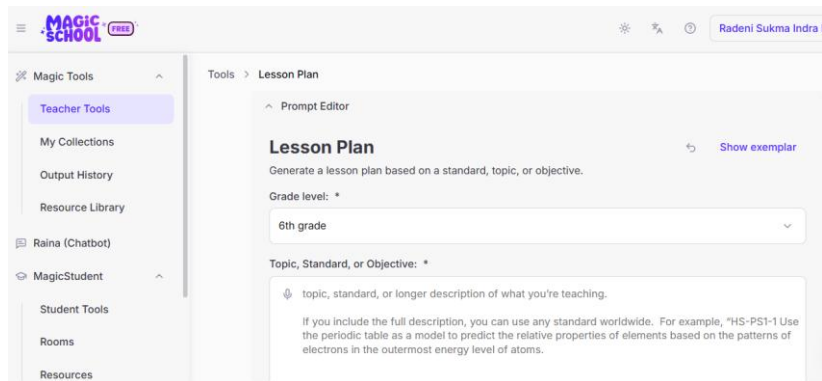 MAGIC SCHOOL FREE
Radeni Sukma Indra
Magic Tools
Teacher Tools
My Collections
Output History
Resource Library
Raina (Chatbot)
MagicStudent
Student Tools
Rooms
Resources
Tools > Lesson Plan
Prompt Editor
Lesson Plan
Show exemplar
Generate a lesson plan based on a standard, topic, or objective.
Grade level: *
6th grade
Topic, Standard, or Objective: *
topic, standard, or longer description of what you're teaching.
If you include the full description, you can use any standard worldwide. For example, "HS-PS1-1 Use
the periodic table as a model to predict the relative properties of elements based on the patterns of
electrons in the outermost energy level of atoms.